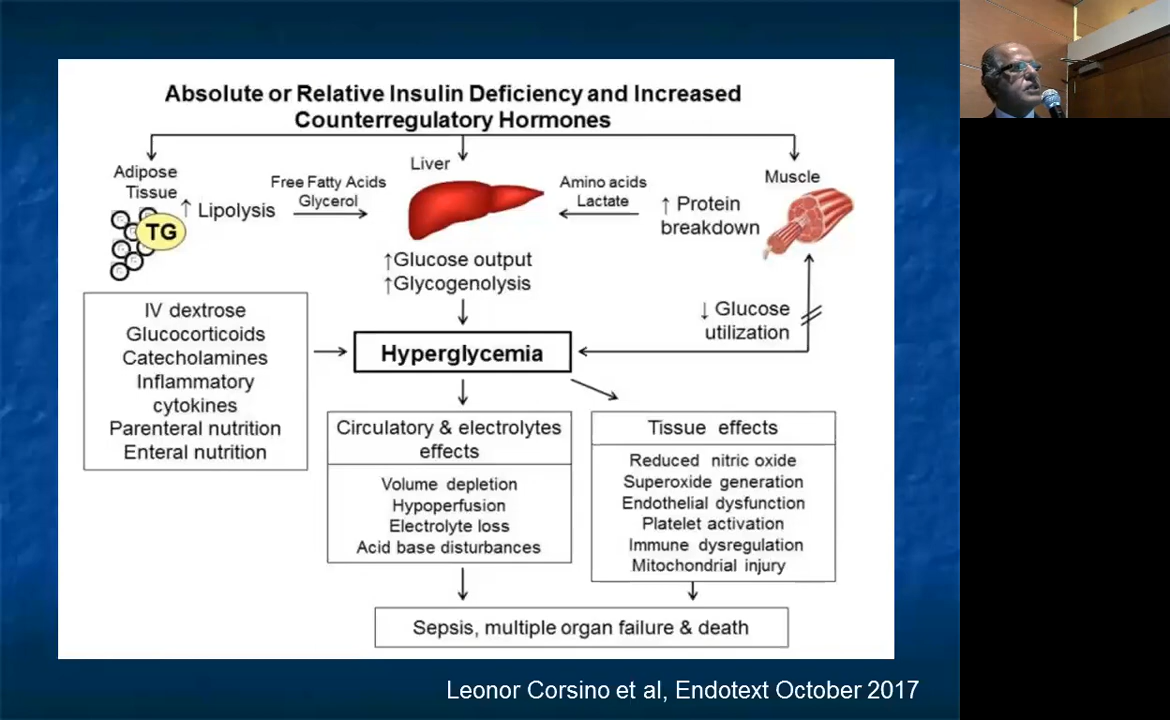 Absolute or Relative Insulin Deficiency and Increased
Counterregulatory Hormones
Adipose
Tissue
↑ Lipolysis
TG
Free Fatty Acids
Glycerol
Liver
Amino acids
Lactate
↑ Protein
breakdown
Muscle
↑Glucose output
↑Glycogenolysis
↓ Glucose
utilization
IV dextrose
Glucocorticoids
Catecholamines
Inflammatory
cytokines
Parenteral nutrition
Enteral nutrition
Hyperglycemia
Circulatory & electrolytes
effects
Volume depletion
Hypoperfusion
Electrolyte loss
Acid base disturbances
Tissue effects
Reduced nitric oxide
Superoxide generation
Endothelial dysfunction
Platelet activation
Immune dysregulation
Mitochondrial injury
Sepsis, multiple organ failure & death
Leonor Corsino et al, Endotext October 2017